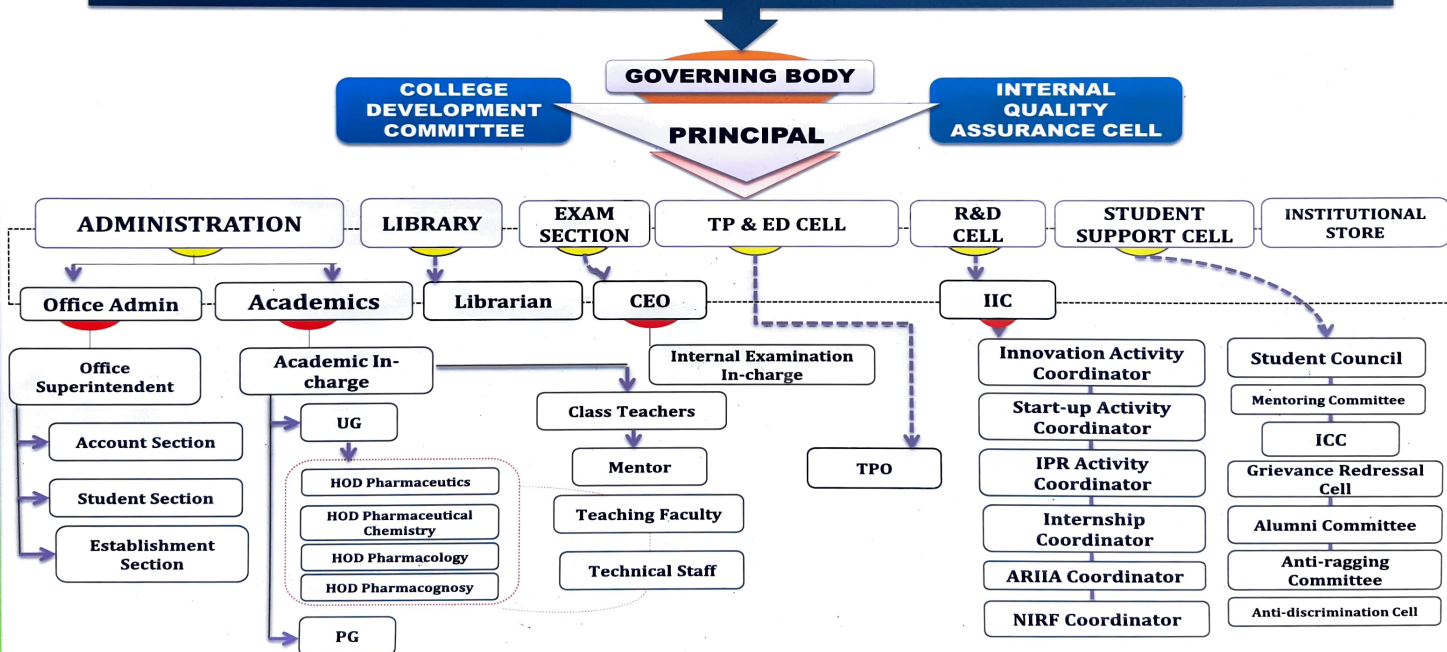 GOVERNING BODY
COLLEGE
DEVELOPMENT
COMMITTEE
INTERNAL
QUALITY
ASSURANCE CELL
PRINCIPAL
ADMINISTRATION
LIBRARY
EXAM
SECTION
TP & ED CELL
R&D
CELL
STUDENT
SUPPORT CELL
INSTITUTIONAL
STORE
Office Admin
Academics
Librarian
CEO
IIC
Office
Superintendent
Account Section
Student Section
Establishment
Section
Academic In-
charge
UG
HOD Pharmaceutics
HOD Pharmaceutical
Chemistry
HOD Pharmacology
HOD Pharmacognosy
PG
Class Teachers
Mentor
Teaching Faculty
Technical Staff
Internal Examination
In-charge
TPO
Innovation Activity
Coordinator
Start-up Activity
Coordinator
IPR Activity
Coordinator
Internship
Coordinator
ARIIA Coordinator
NIRF Coordinator
Student Council
Mentoring Committee
ICC
Grievance Redressal
Cell
Alumni Committee
Anti-ragging
Committee
Anti-discrimination Cell